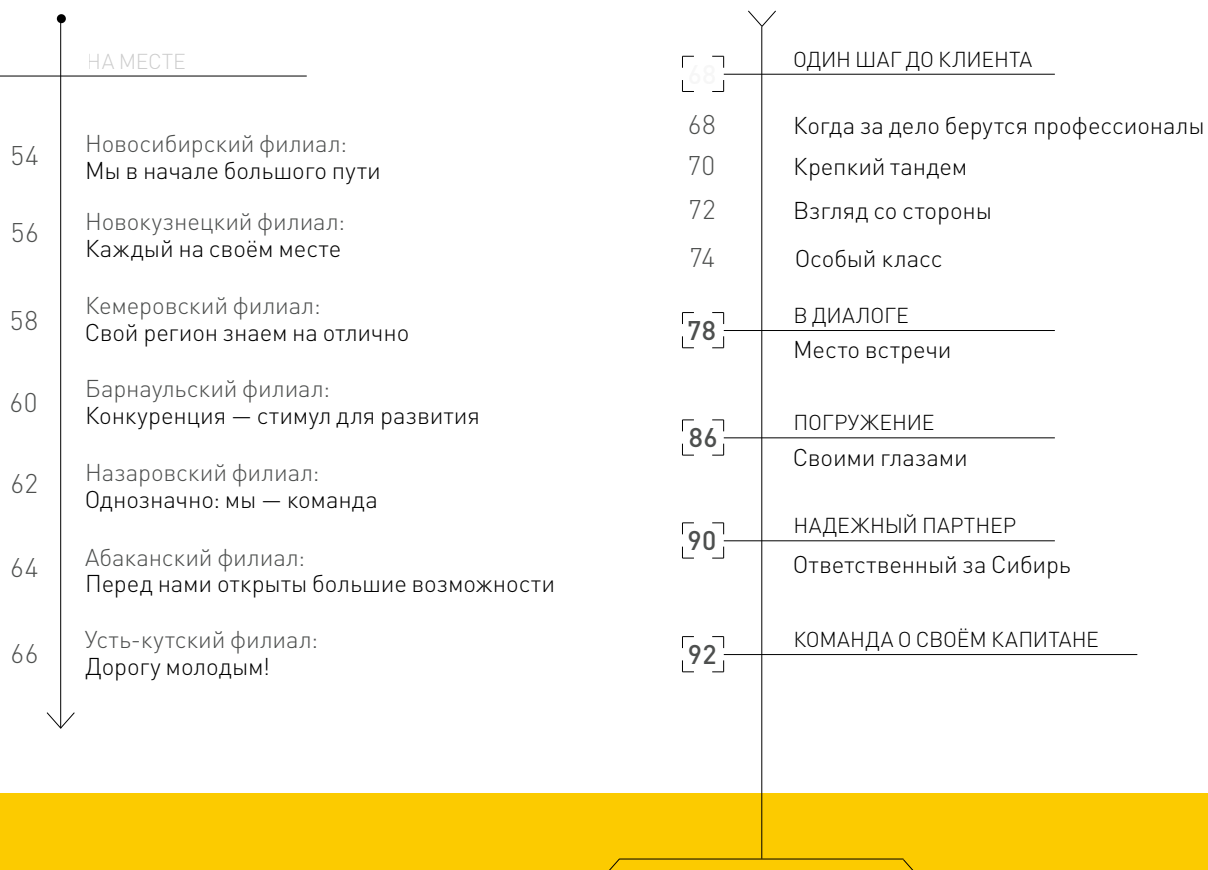 НА МЕСТЕ
54
Новосибирский филиал:
Мы в начале большого пути
56
Новокузнецкий филиал:
Каждый на своём месте
58
Кемеровский филиал:
Свой регион знаем на отлично
60
Барнаульский филиал:
Конкуренция — стимул для развития
62
Назаровский филиал:
Однозначно: мы — команда
64
Абаканский филиал:
Перед нами открыты большие возможности
66
Усть-кутский филиал:
Дорогу молодым!
68 ОДИН ШАГ ДО КЛИЕНТА
68 Когда за дело берутся профессионалы
70 Крепкий тандем
72 Взгляд со стороны
74 Особый класс
78 В ДИАЛОГЕ
Место встречи
86 ПОГРУЖЕНИЕ
Своими глазами
90 НАДЕЖНЫЙ ПАРТНЕР
Ответственный за Сибирь
92 КОМАНДА О СВОЁМ КАПИТАНЕ